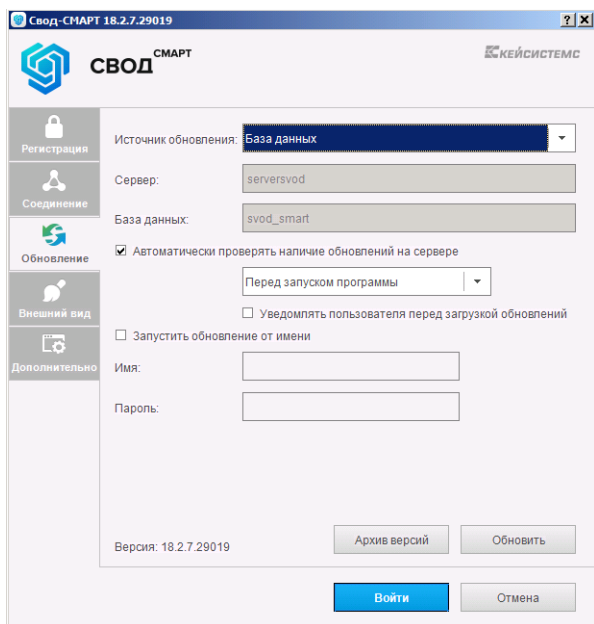 Свод-СМАРТ 18.2.7.29019
СВОД СМАРТ
КЕЙСИСТЕМС
Регистрация
Соединение
Обновление
Внешний вид
Дополнительно
Источник обновления: База данных
Сервер: serversvod
База данных: svod_smart
Автоматически проверять наличие обновлений на сервере
Перед запуском программы
Уведомлять пользователя перед загрузкой обновлений
Запустить обновление от имени
Имя:
Пароль:
Версия: 18.2.7.29019
Архив версий
Обновить
Войти
Отмена